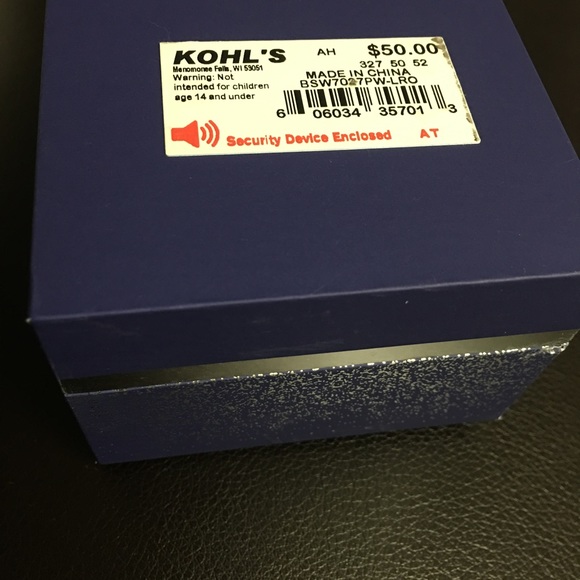 KOHL'S AH $50.00
Menomonee Falls, WI 53051 327 50 52
Warning: Not MADE IN CHINA
intended for children BSW7027PW-LRO
age 14 and under
6 06034 35701 3
Security Device Enclosed AT